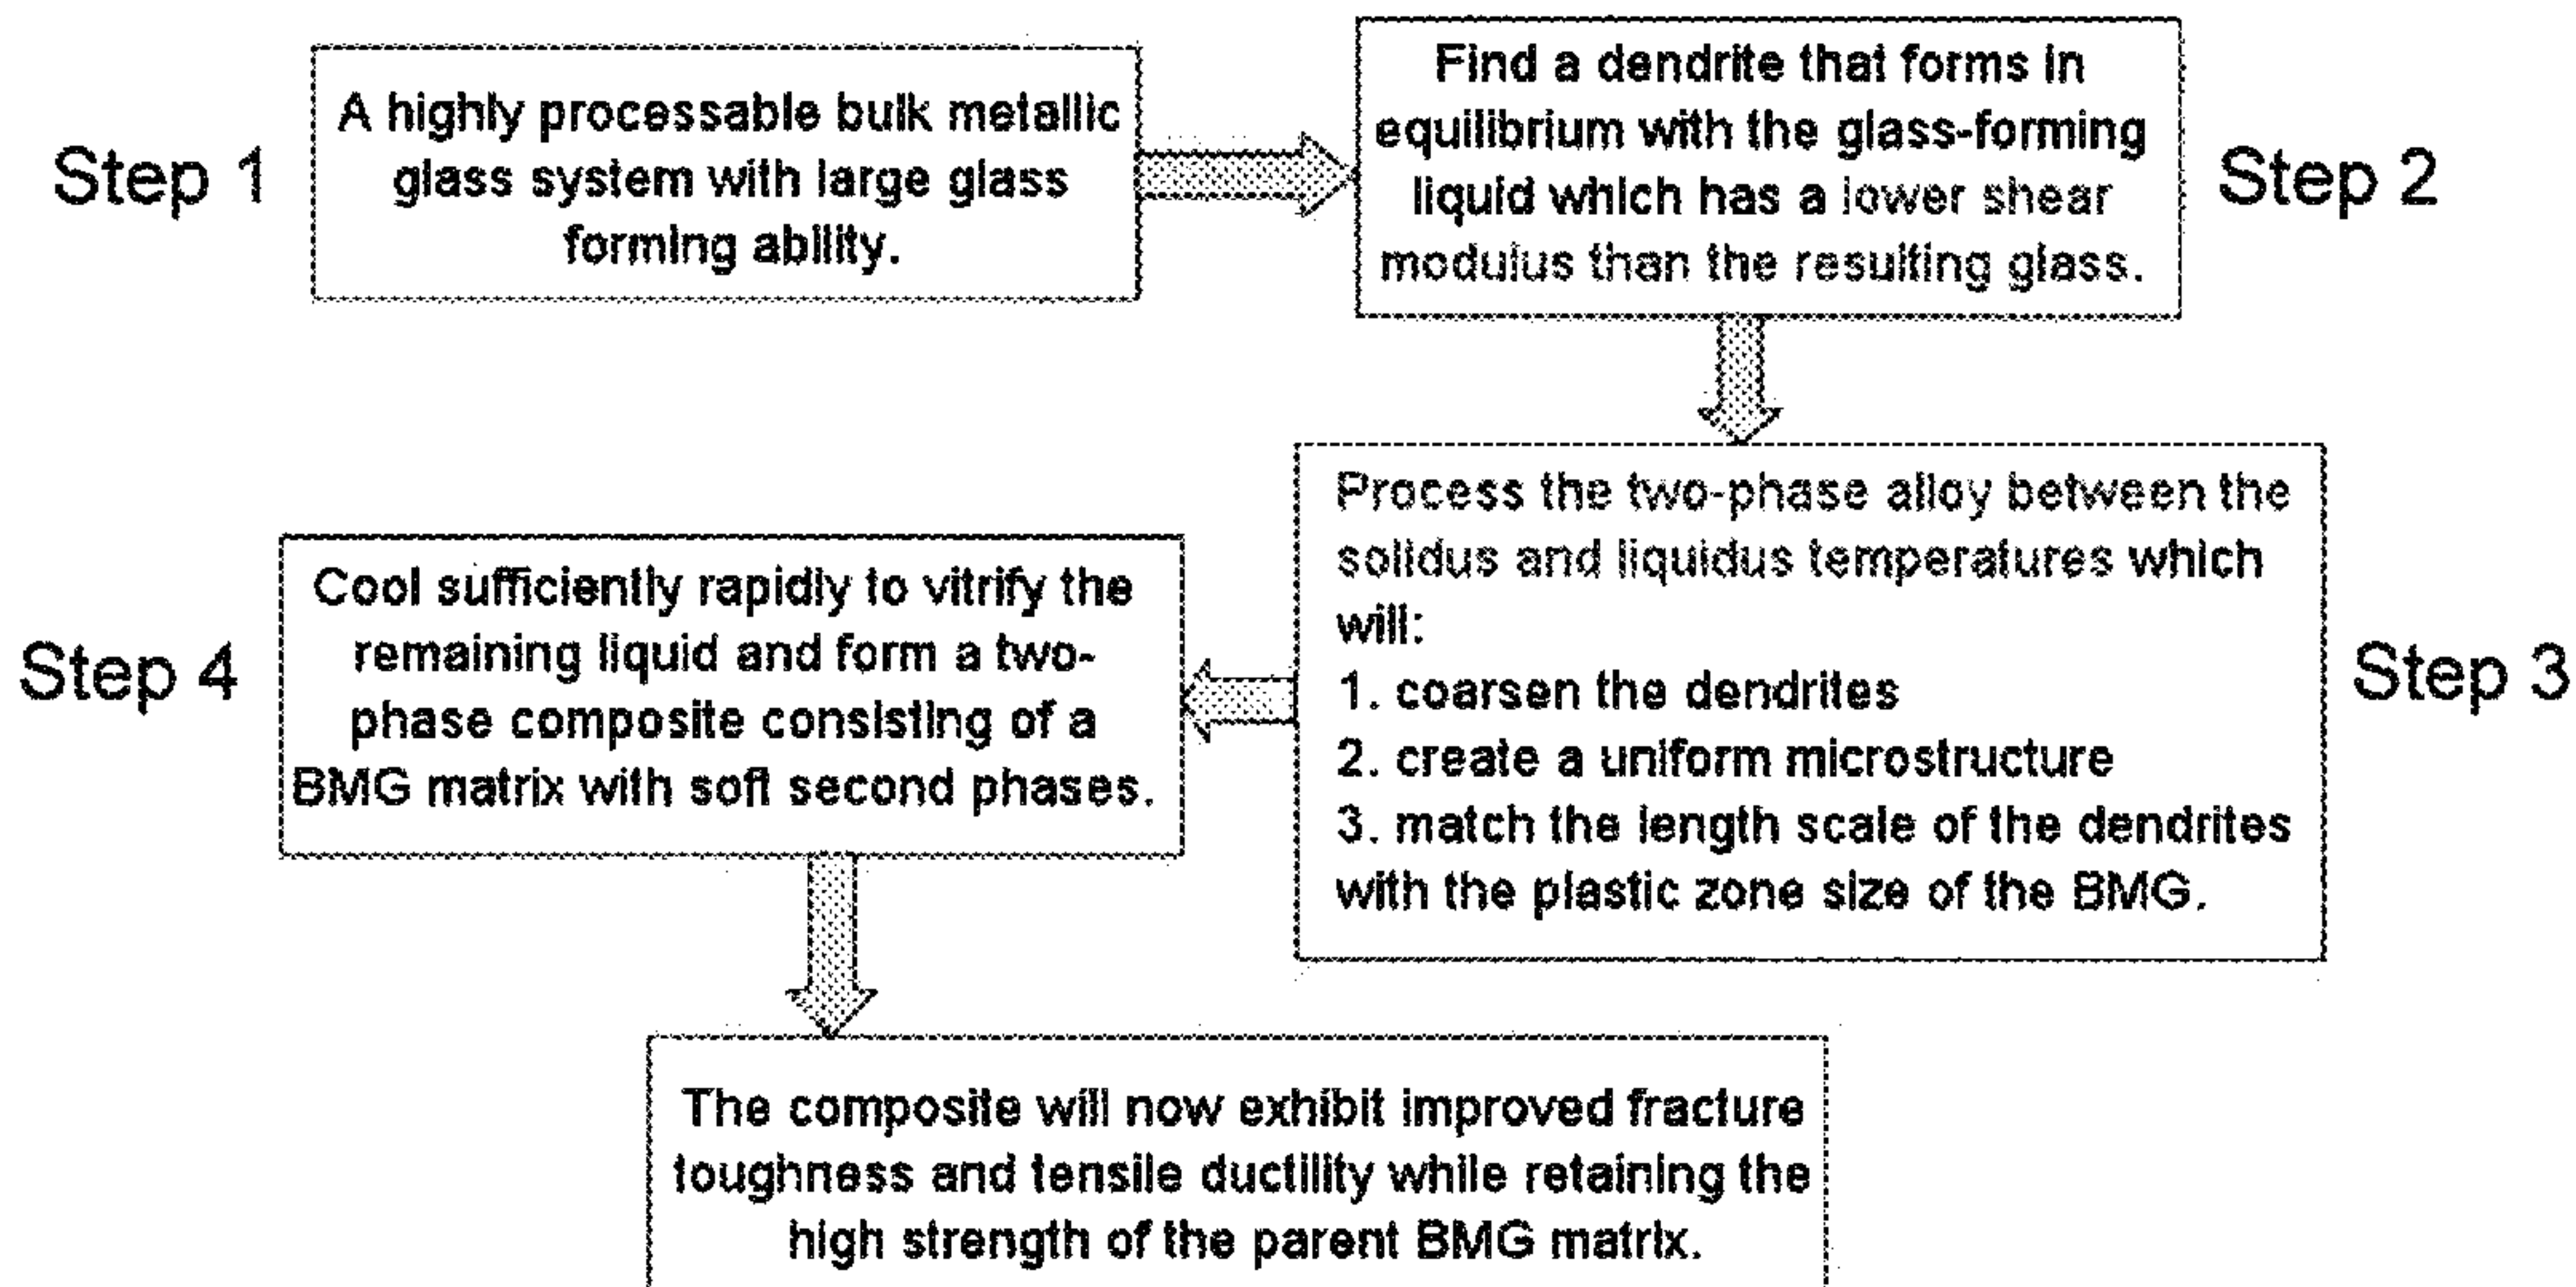 Step 1
A highly processable bulk metallic
glass system with large glass
forming ability.
Find a dendrite that forms in
equilibrium with the glass-forming
liquid which has a lower shear
modulus than the resulting glass.
Step 2
Process the two-phase alloy between the
solidus and liquidus temperatures which
will:
1. coarsen the dendrites
2. create a uniform microstructure
3. match the length scale of the dendrites
with the plastic zone size of the BMG.
Step 3
Step 4
Cool sufficiently rapidly to vitrify the
remaining liquid and form a two-
phase composite consisting of a
BMG matrix with soft second phases.
The composite will now exhibit improved fracture
toughness and tensile ductility while retaining the
high strength of the parent BMG matrix.